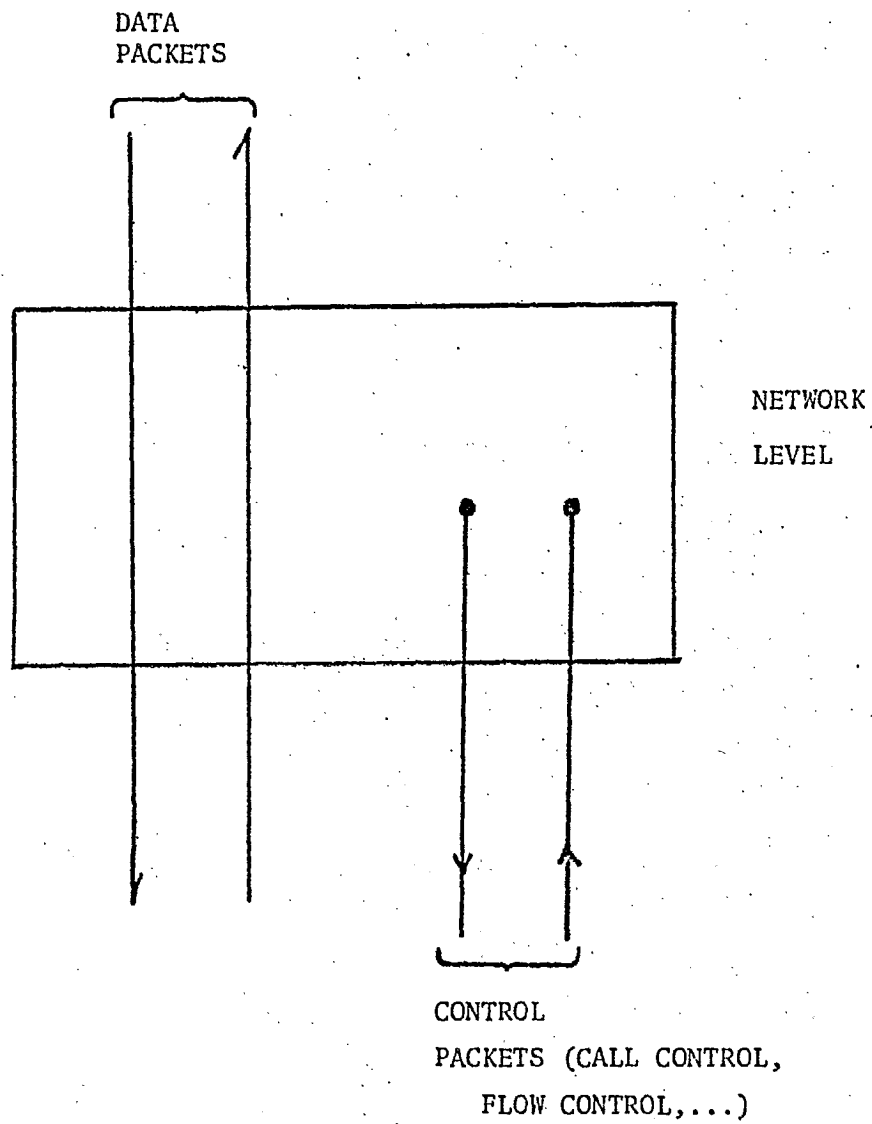 DATA
PACKETS
NETWORK
LEVEL
CONTROL
PACKETS (CALL CONTROL,
FLOW CONTROL,...)